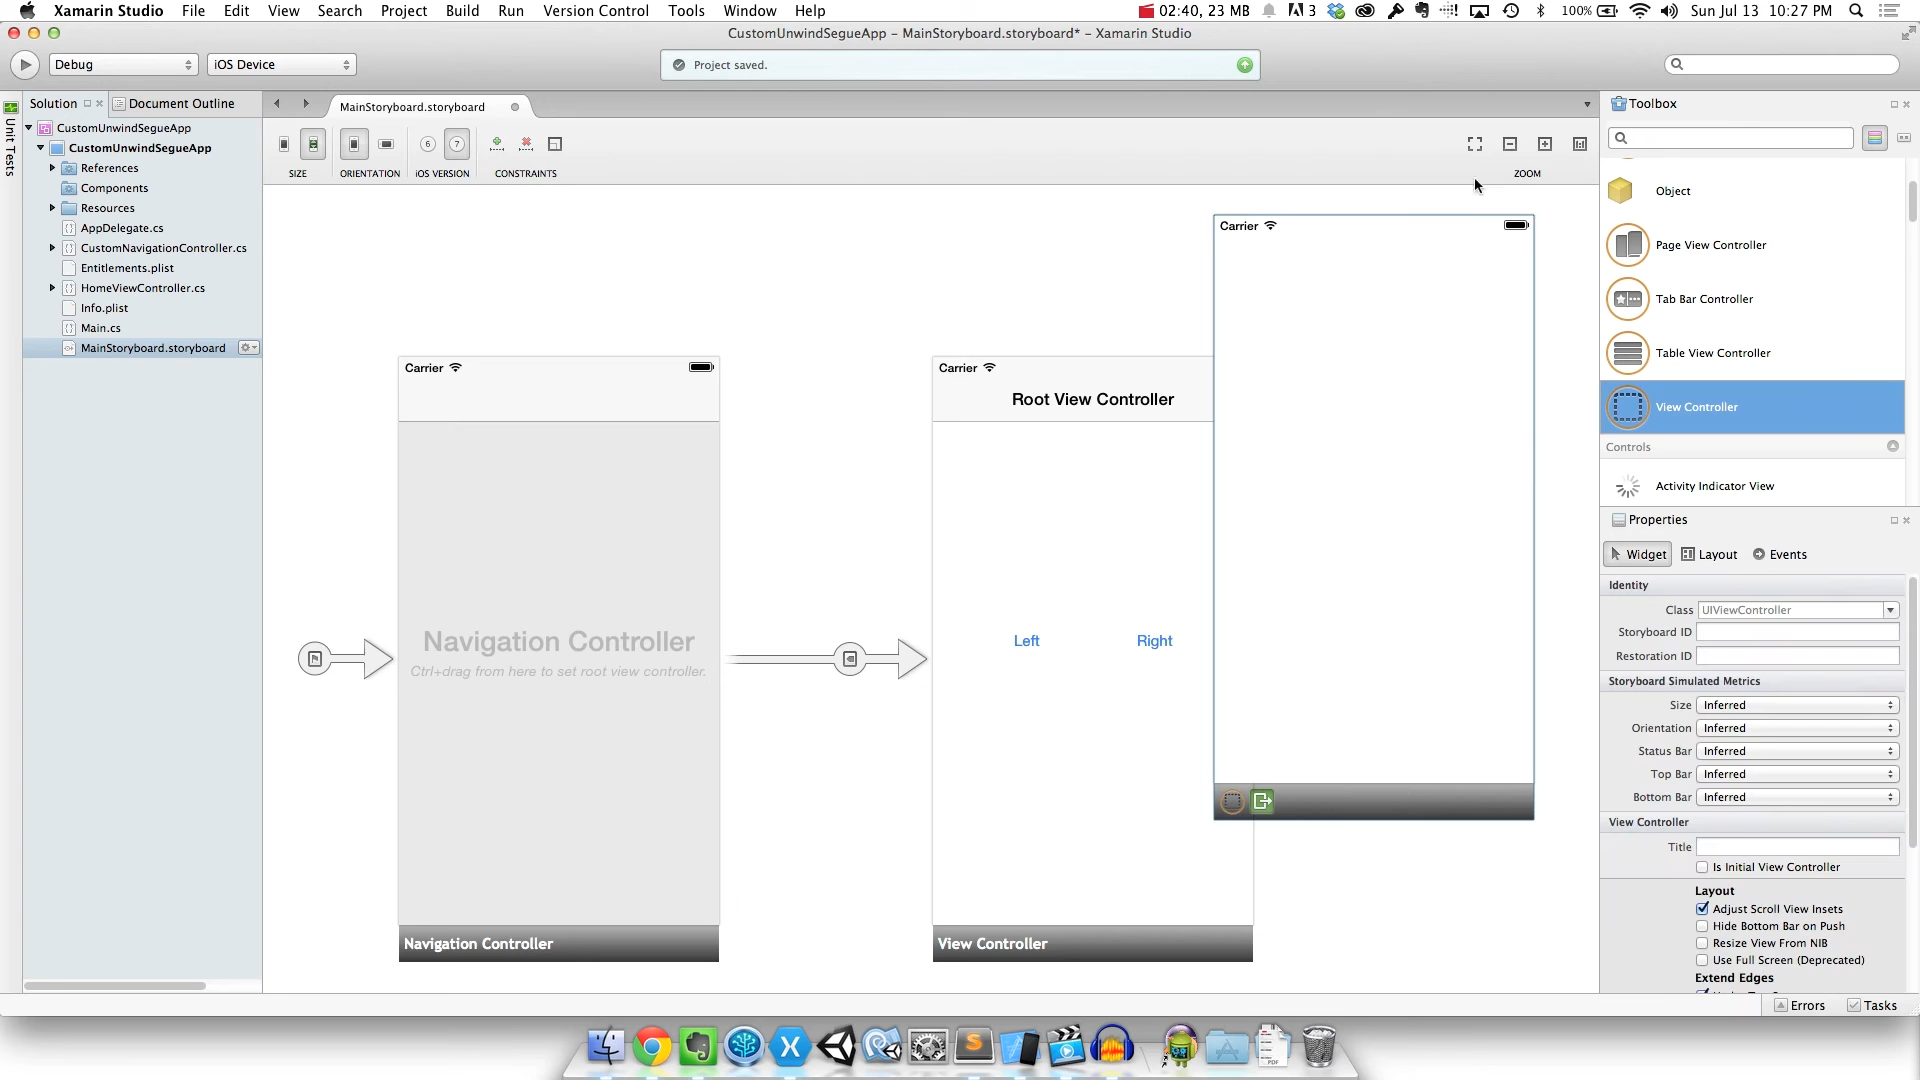 Xamarin Studio File Edit View Search Project Build Run Version Control Tools Window Help 02:40, 23 MB 3 100% Sun Jul 13 10:27 PM
CustomUnwindSegueApp – MainStoryboard.storyboard* – Xamarin Studio
Debug iOS Device Project saved.
Solution Document Outline MainStoryboard.storyboard Toolbox
Unit Tests
CustomUnwindSegueApp
CustomUnwindSegueApp
References
Components
Resources
AppDelegate.cs
CustomNavigationController.cs
Entitlements.plist
HomeViewController.cs
Info.plist
Main.cs
MainStoryboard.storyboard
6 7
SIZE ORIENTATION iOS VERSION CONSTRAINTS ZOOM
Carrier
Navigation Controller
Ctrl+drag from here to set root view controller.
Navigation Controller
Carrier
Root View Controller
Left Right
View Controller
Carrier
Object
Page View Controller
Tab Bar Controller
Table View Controller
View Controller
Controls
Activity Indicator View
Properties
Widget Layout Events
Identity
Class UIViewController
Storyboard ID
Restoration ID
Storyboard Simulated Metrics
Size Inferred
Orientation Inferred
Status Bar Inferred
Top Bar Inferred
Bottom Bar Inferred
View Controller
Title
Is Initial View Controller
Layout
Adjust Scroll View Insets
Hide Bottom Bar on Push
Resize View From NIB
Use Full Screen (Deprecated)
Extend Edges
Errors Tasks
PDF